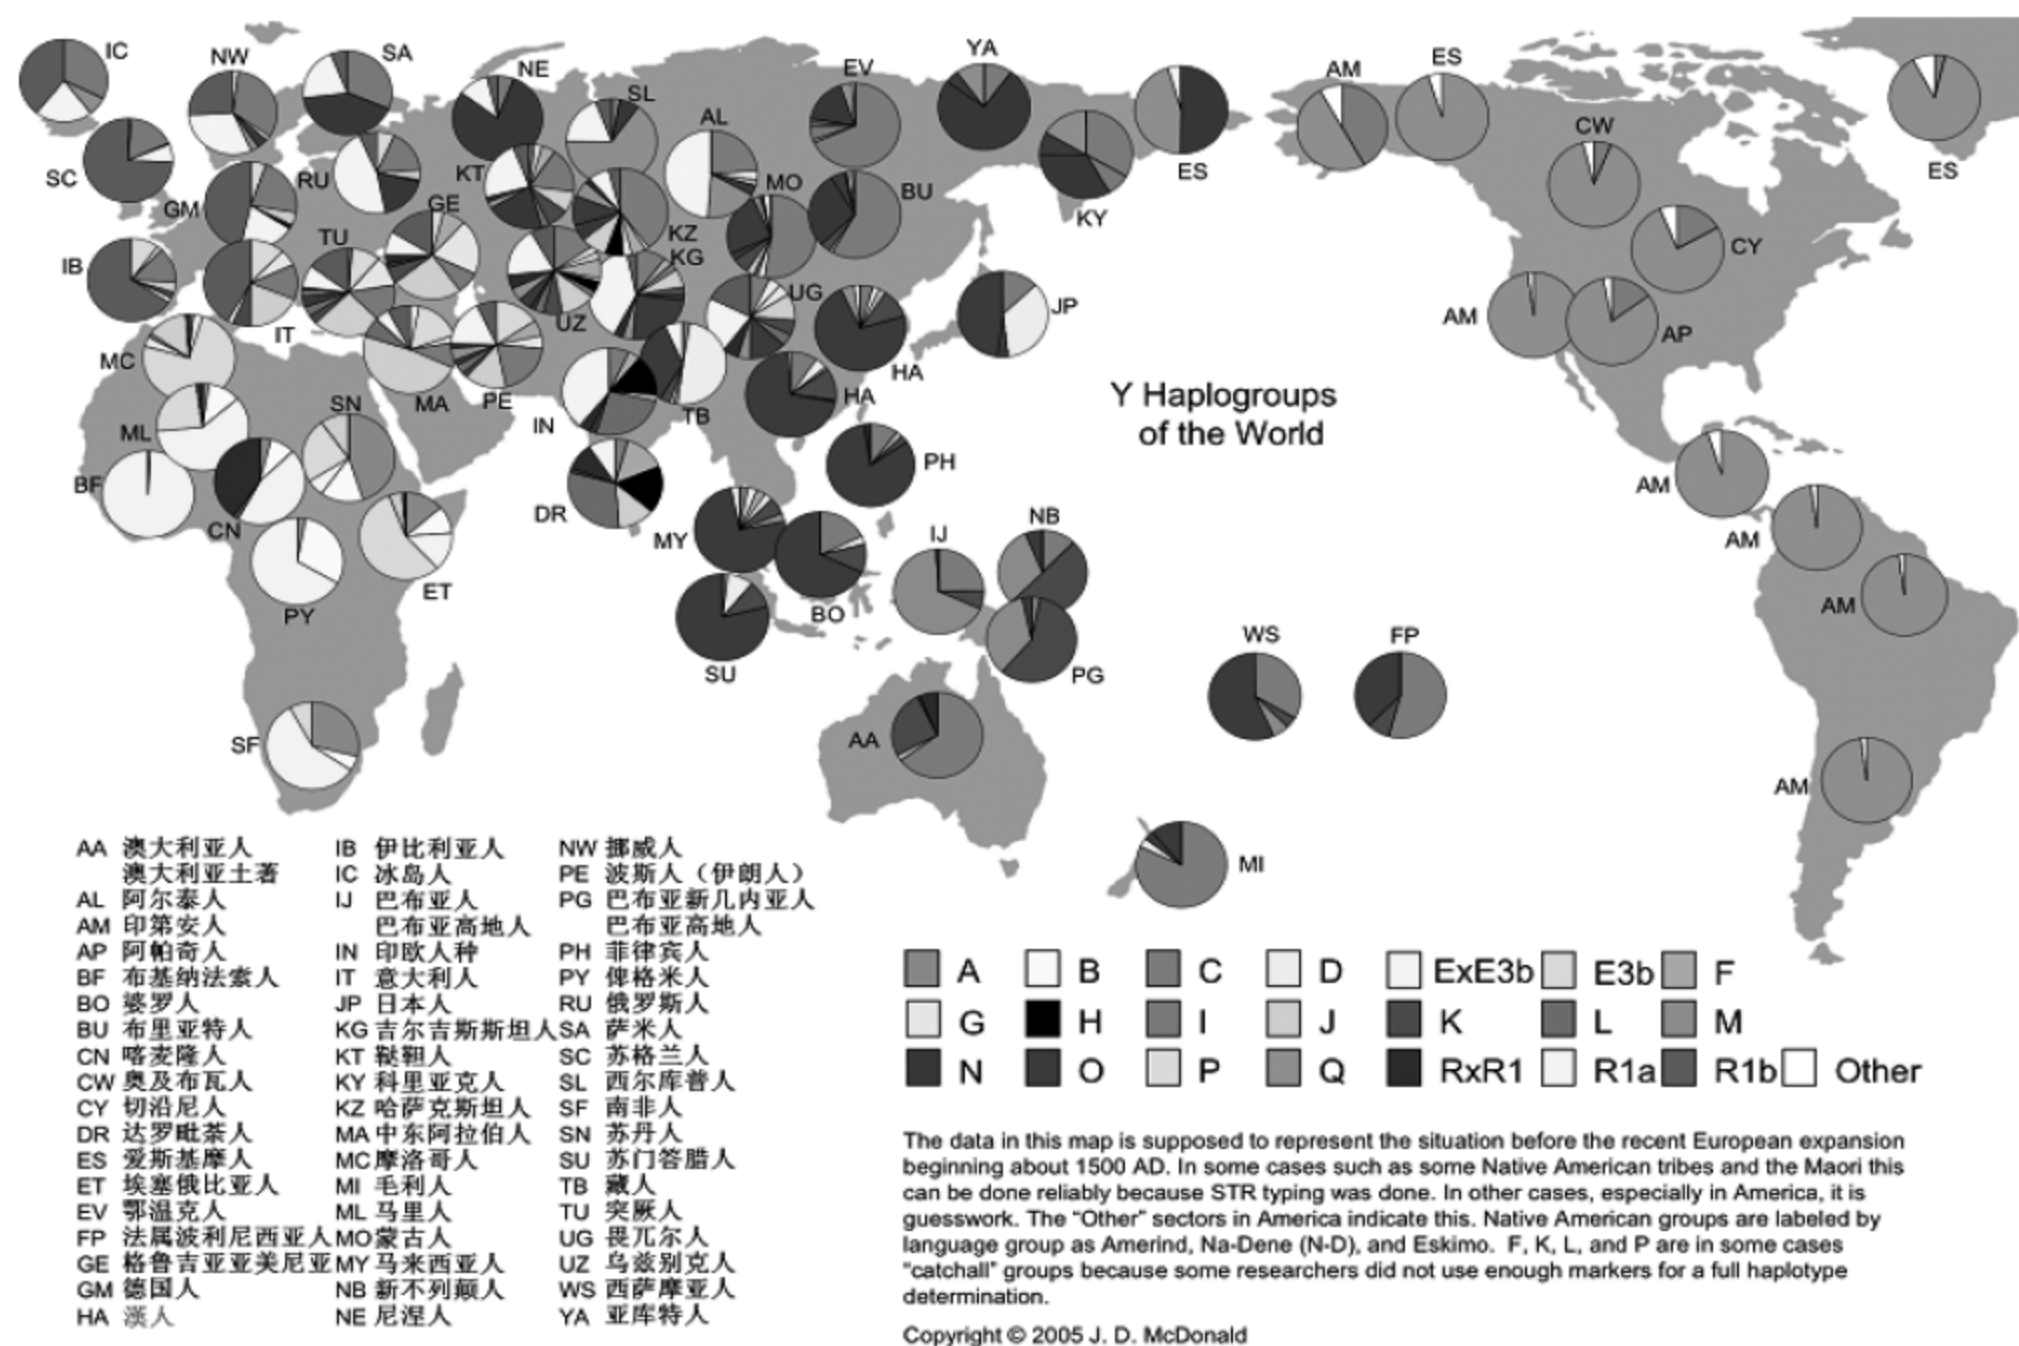 IC
NW
SA
NE
SL
AL
EV
YA
ES
AM
ES
CW
ES
SC
RU
KT
MO
BU
KY
GM
GE
KZ
CY
TU
KG
IB
UG
JP
IT
UZ
AM
AP
MC
HA
MA
PE
HA
Y Haplogroups
of the World
SN
IN
TB
ML
PH
BF
AM
DR
CN
NB
MY
IJ
AM
ET
PY
BO
AM
WS
FP
SU
PG
SF
AA
AM
MI
AA 澳大利亚人
澳大利亚土著
AL 阿尔泰人
AM 印第安人
AP 阿帕奇人
BF 布基纳法索人
BO 婆罗人
BU 布里亚特人
CN 喀麦隆人
CW 奥及布瓦人
CY 切沿尼人
DR 达罗毗荼人
ES 爱斯基摩人
ET 埃塞俄比亚人
EV 鄂温克人
FP 法属波利尼西亚人
GE 格鲁吉亚亚美尼亚
GM 德国人
HA 漢人
IB 伊比利亚人
IC 冰岛人
IJ 巴布亚人
巴布亚高地人
IN 印欧人种
IT 意大利人
JP 日本人
KG 吉尔吉斯斯坦人
KT 鞑靼人
KY 科里亚克人
KZ 哈萨克斯坦人
MA 中东阿拉伯人
MC 摩洛哥人
MI 毛利人
ML 马里人
MO 蒙古人
MY 马来西亚人
NB 新不列颠人
NE 尼涅人
NW 挪威人
PE 波斯人（伊朗人）
PG 巴布亚新几内亚人
巴布亚高地人
PH 菲律宾人
PY 俾格米人
RU 俄罗斯人
SA 萨米人
SC 苏格兰人
SL 西尔库普人
SF 南非人
SN 苏丹人
SU 苏门答腊人
TB 藏人
TU 突厥人
UG 畏兀尔人
UZ 乌兹别克人
WS 西萨摩亚人
YA 亚库特人
A B C D ExE3b E3b F
G H I J K L M
N O P Q RxR1 R1a R1b Other
The data in this map is supposed to represent the situation before the recent European expansion
beginning about 1500 AD. In some cases such as some Native American tribes and the Maori this
can be done reliably because STR typing was done. In other cases, especially in America, it is
guesswork. The “Other” sectors in America indicate this. Native American groups are labeled by
language group as Amerind, Na-Dene (N-D), and Eskimo. F, K, L, and P are in some cases
“catchall” groups because some researchers did not use enough markers for a full haplotype
determination.
Copyright © 2005 J. D. McDonald